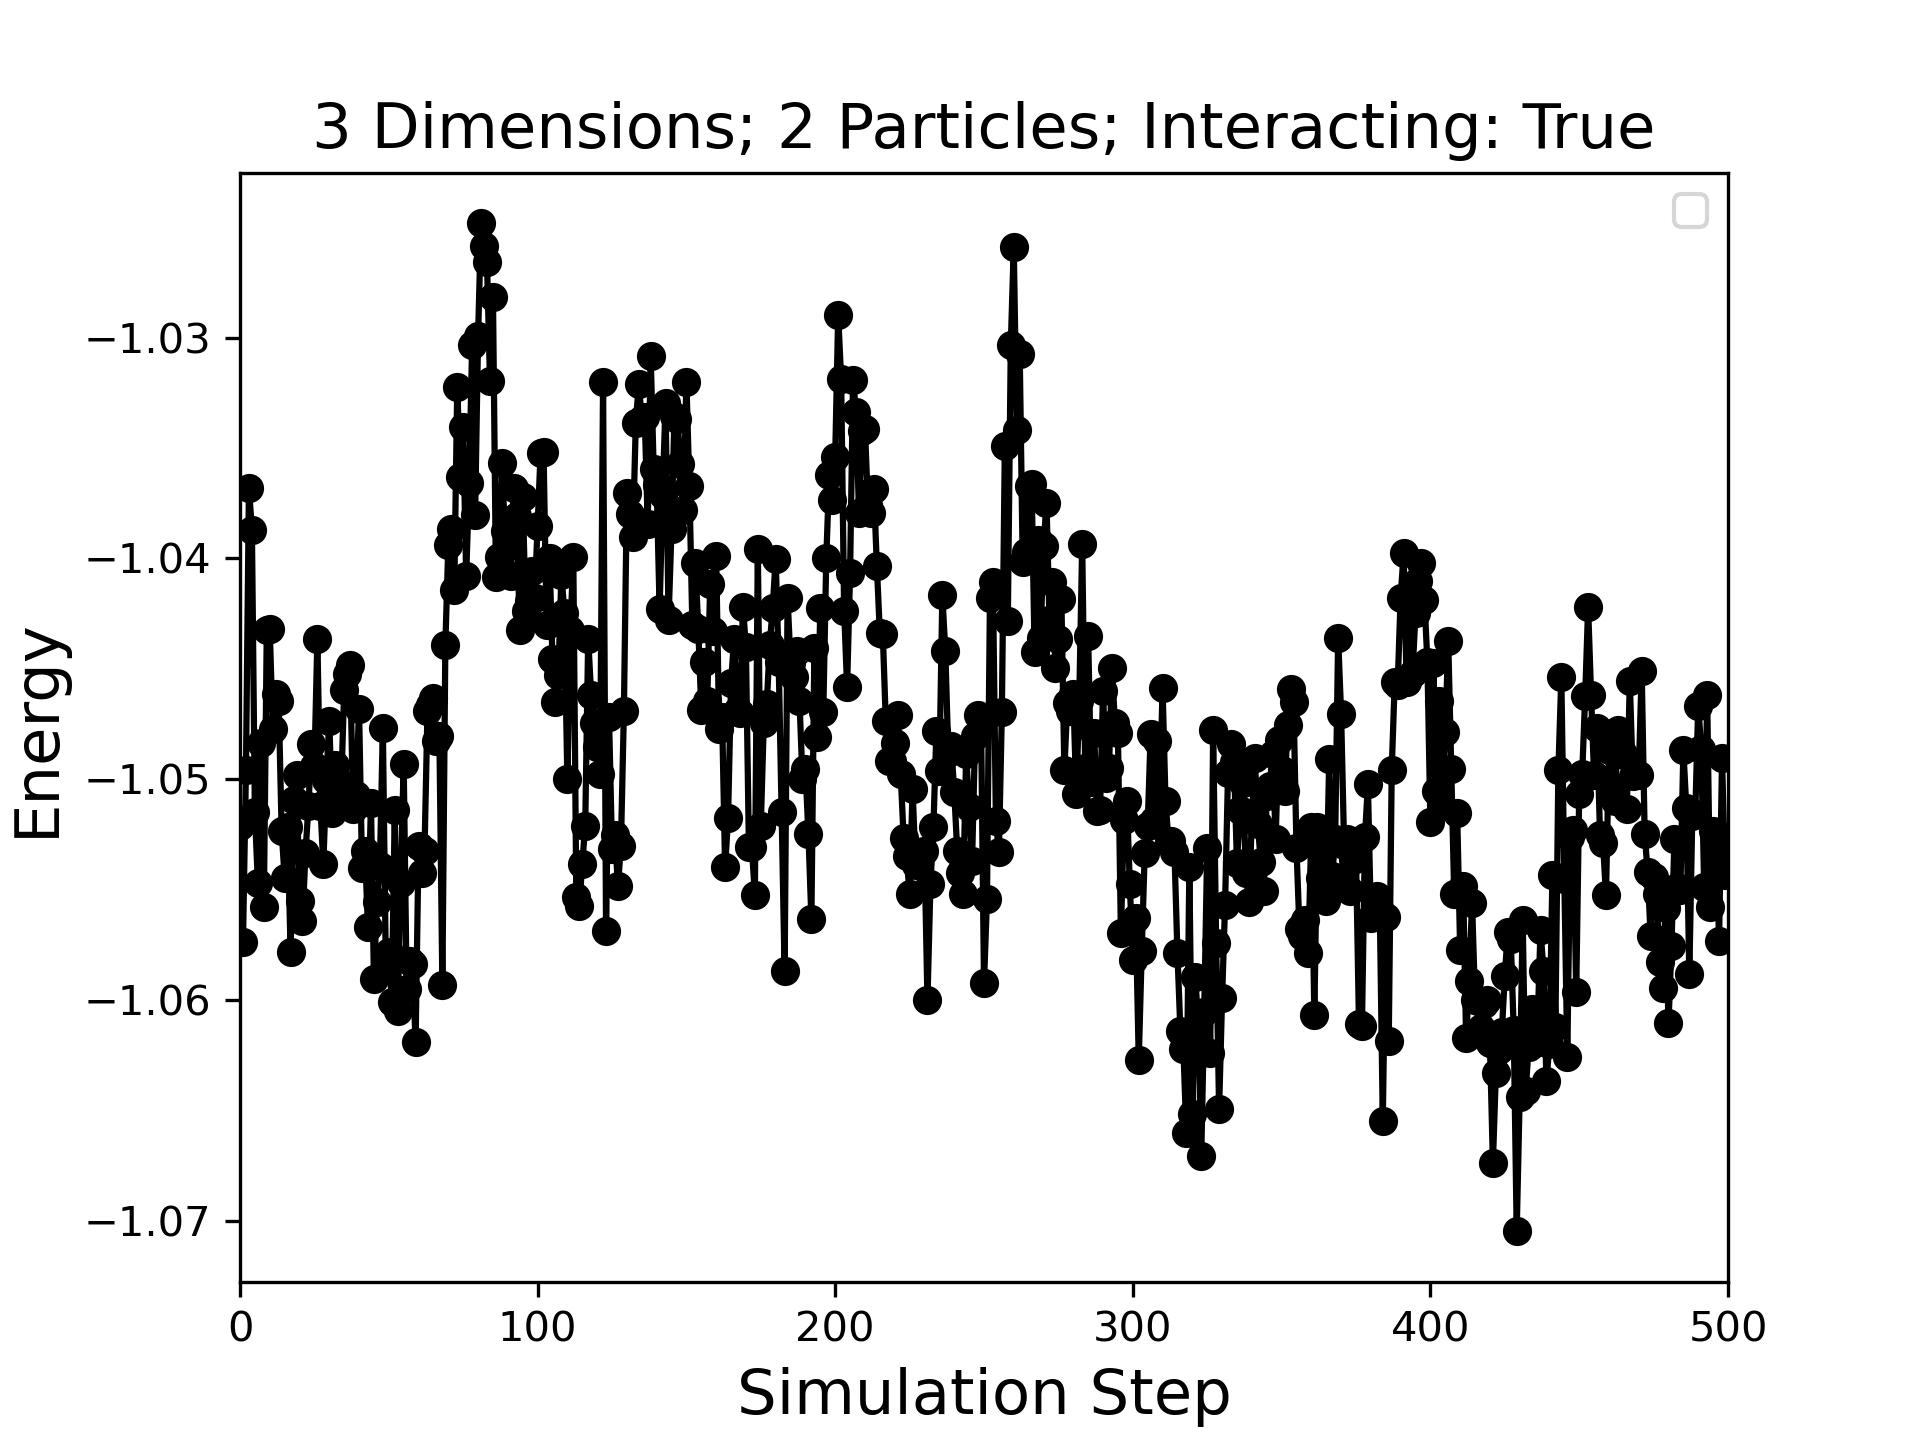 3 Dimensions; 2 Particles; Interacting: True
Energy
−1.03
−1.04
−1.05
−1.06
−1.07
0 100 200 300 400 500
Simulation Step